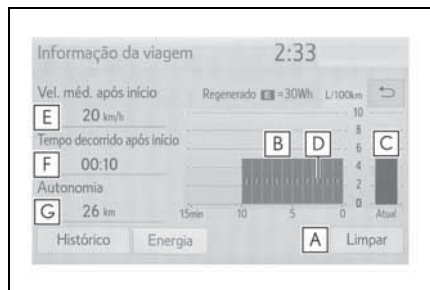 Informação da viagem 2:33
Vel. méd. após início
Regenerado E =30Wh L/100km
E 20 km/h
Tempo decorrido após início
F 00:10
Autonomia
G 26 km
B D C
10
8
6
4
2
0
15min 10 5 0 Atual
Histórico Energia A Limpar